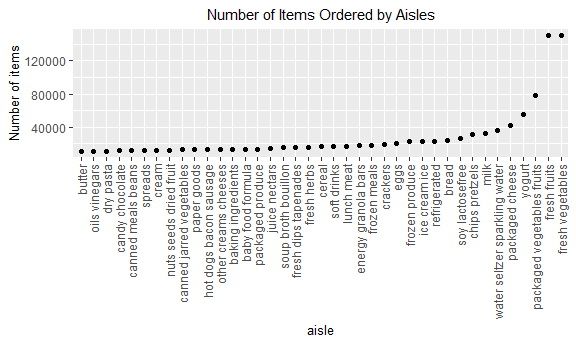 Number of Items Ordered by Aisles
Number of items
120000
80000
40000
butter
oils vinegars
dry pasta
candy chocolate
canned meals beans
spreads
cream
nuts seeds dried fruit
canned jarred vegetables
paper goods
hot dogs bacon sausage
other creams cheeses
baking ingredients
baby food formula
packaged produce
juice nectars
soup broth bouillon
fresh dips tapenades
fresh herbs
cereal
soft drinks
lunch meat
energy granola bars
frozen meals
crackers
eggs
frozen produce
ice cream ice
refrigerated
bread
soy lactosefree
chips pretzels
milk
water seltzer sparkling water
packaged cheese
yogurt
packaged vegetables fruits
fresh fruits
fresh vegetables
aisle